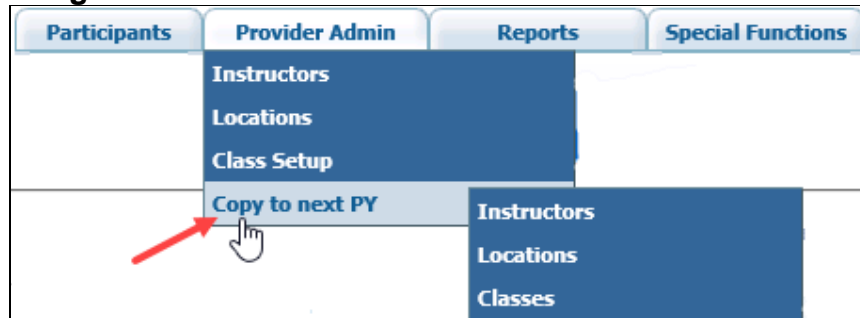 Participants
Provider Admin
Reports
Special Functions
Instructors
Locations
Class Setup
Copy to next PY
Instructors
Locations
Classes